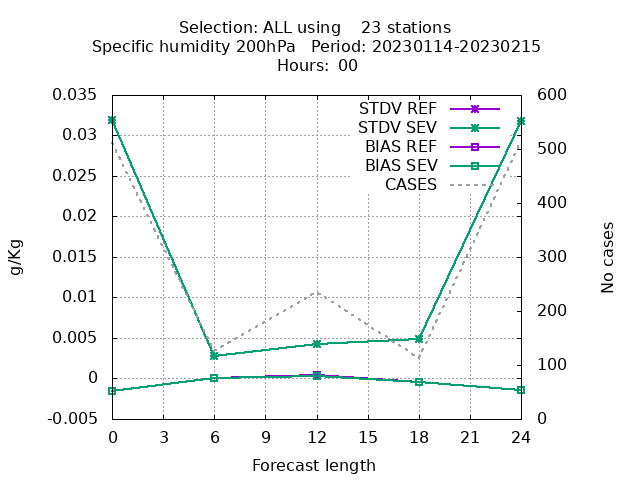 Selection: ALL using    23 stations
Specific humidity 200hPa   Period: 20230114-20230215
Hours: 00
STDV REF
STDV SEV
BIAS REF
BIAS SEV
CASES
0.035
0.03
0.025
0.02
0.015
0.01
0.005
0
-0.005
g/Kg
600
500
400
300
200
100
0
No cases
0 3 6 9 12 15 18 21 24
Forecast length